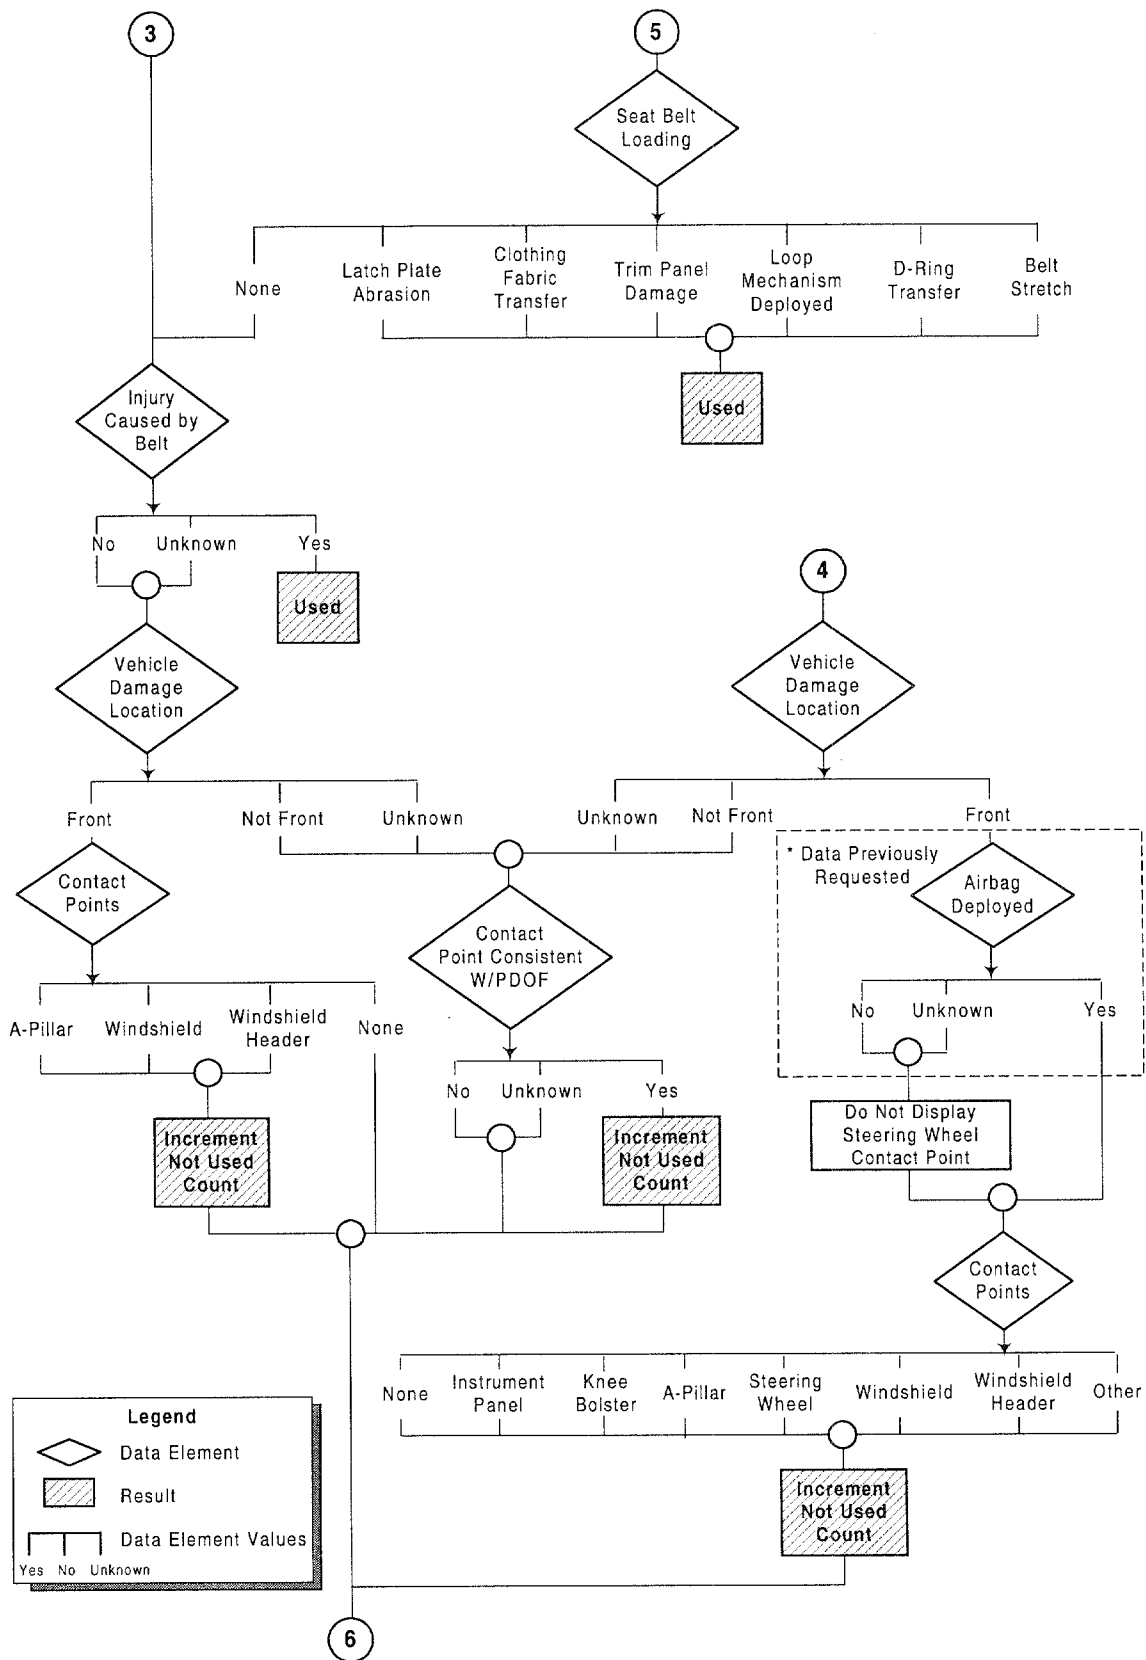 3
5
Seat Belt
Loading
None
Latch Plate
Abrasion
Clothing
Fabric
Transfer
Trim Panel
Damage
Loop
Mechanism
Deployed
D-Ring
Transfer
Belt
Stretch
Used
Injury
Caused by
Belt
No
Unknown
Yes
Used
4
Vehicle
Damage
Location
Vehicle
Damage
Location
Front
Not Front
Unknown
Unknown
Not Front
Front
* Data Previously
Requested
Airbag
Deployed
Contact
Points
Contact
Point Consistent
W/PDOF
No
Unknown
Yes
A-Pillar
Windshield
Windshield
Header
None
No
Unknown
Yes
Do Not Display
Steering Wheel
Contact Point
Increment
Not Used
Count
Increment
Not Used
Count
Contact
Points
None
Instrument
Panel
Knee
Bolster
A-Pillar
Steering
Wheel
Windshield
Windshield
Header
Other
Increment
Not Used
Count
Legend
Data Element
Result
Data Element Values
Yes No Unknown
6